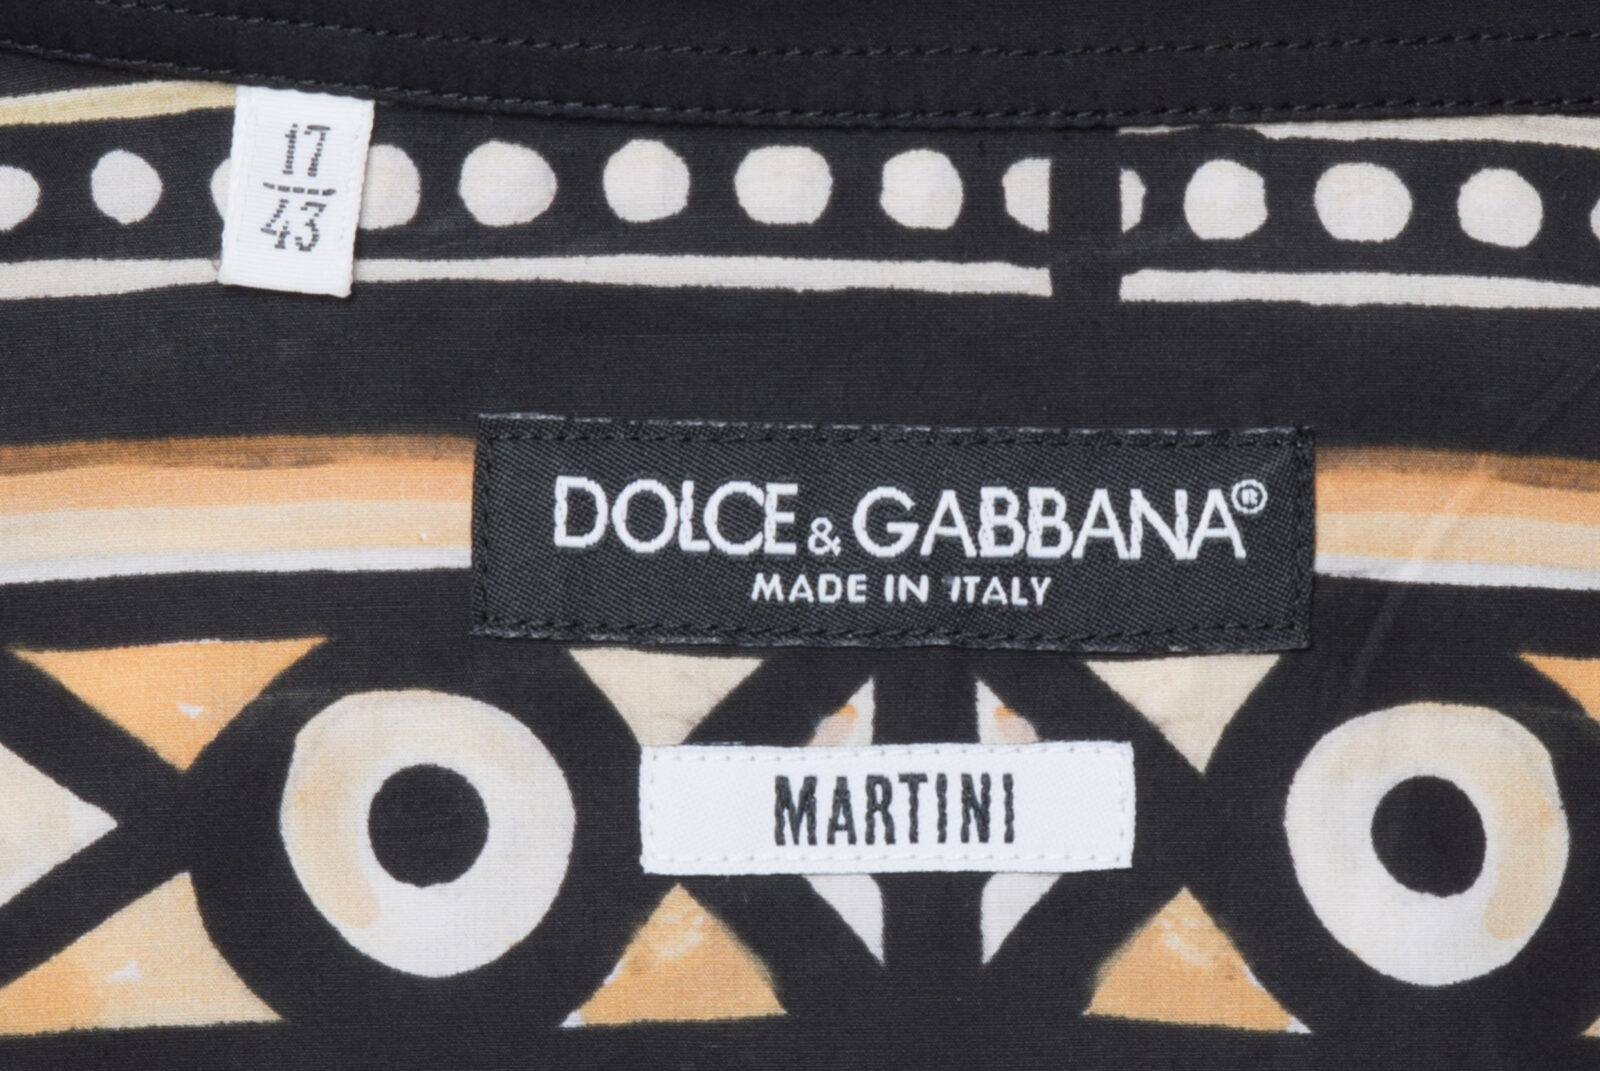 43/17
DOLCE & GABBANA®
MADE IN ITALY
MARTINI